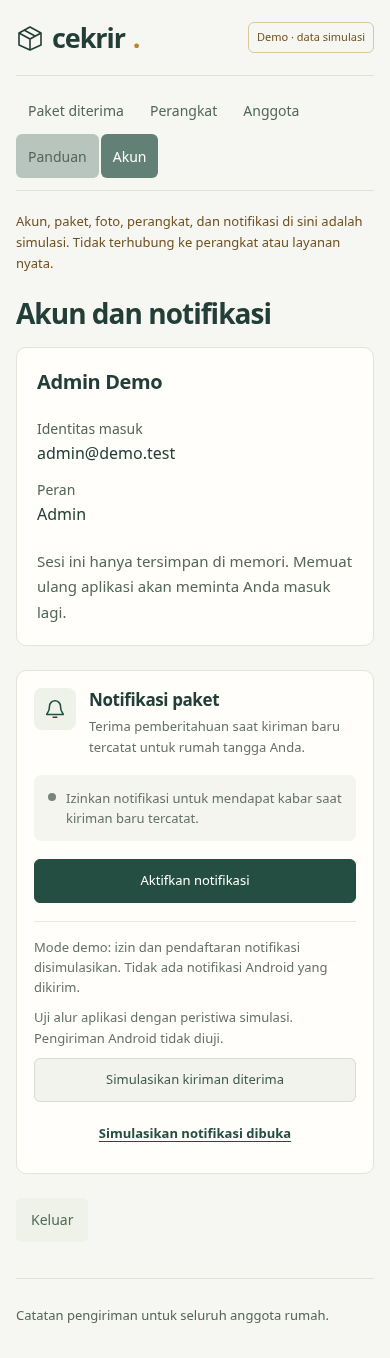 cekrir.
Demo · data simulasi
Paket diterima Perangkat Anggota
Panduan Akun
Akun, paket, foto, perangkat, dan notifikasi di sini adalah
simulasi. Tidak terhubung ke perangkat atau layanan
nyata.
Akun dan notifikasi
Admin Demo
Identitas masuk
admin@demo.test
Peran
Admin
Sesi ini hanya tersimpan di memori. Memuat
ulang aplikasi akan meminta Anda masuk
lagi.
Notifikasi paket
Terima pemberitahuan saat kiriman baru
tercatat untuk rumah tangga Anda.
Izinkan notifikasi untuk mendapat kabar saat
kiriman baru tercatat.
Aktifkan notifikasi
Mode demo: izin dan pendaftaran notifikasi
disimulasikan. Tidak ada notifikasi Android yang
dikirim.
Uji alur aplikasi dengan peristiwa simulasi.
Pengiriman Android tidak diuji.
Simulasikan kiriman diterima
Simulasikan notifikasi dibuka
Keluar
Catatan pengiriman untuk seluruh anggota rumah.